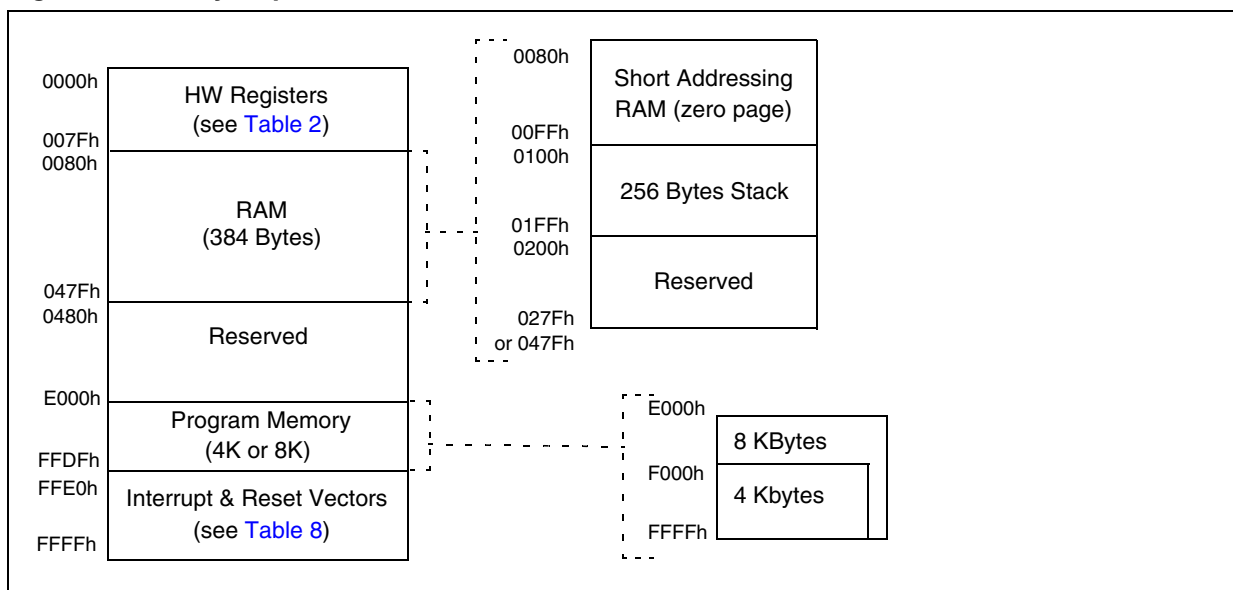 0000h
HW Registers
(see Table 2)
007Fh
0080h
RAM
(384 Bytes)
047Fh
0480h
Reserved
E000h
Program Memory
(4K or 8K)
FFDFh
FFE0h
Interrupt & Reset Vectors
(see Table 8)
FFFFh
0080h
Short Addressing
RAM (zero page)
00FFh
0100h
256 Bytes Stack
01FFh
0200h
Reserved
027Fh
or 047Fh
E000h
8 KBytes
F000h
4 Kbytes
FFFFh